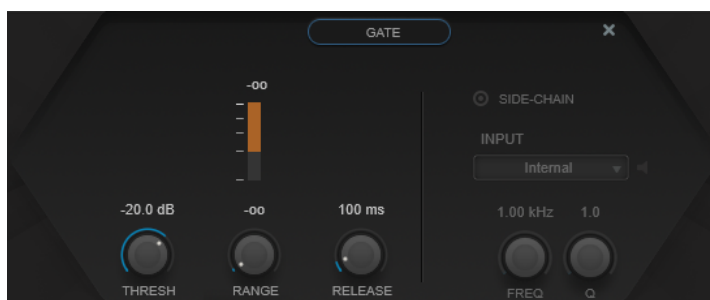 GATE
-oo
SIDE-CHAIN
INPUT
Internal
-20.0 dB -oo 100 ms 1.00 kHz 1.0
THRESH RANGE RELEASE FREQ Q